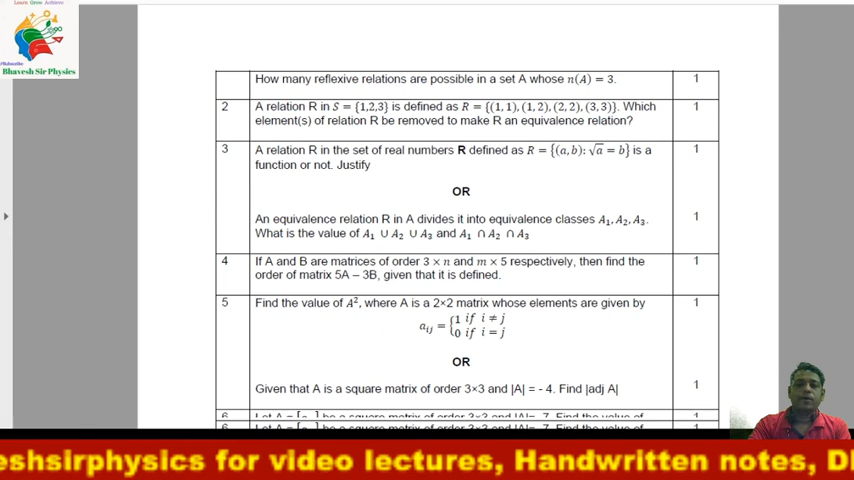 Learn Grow Achieve
#Subscribe
Bhavesh Sir Physics
How many reflexive relations are possible in a set A whose n(A) = 3. 1
2 A relation R in S = {1,2,3} is defined as R = {(1, 1), (1, 2), (2, 2), (3, 3)}. Which 1
element(s) of relation R be removed to make R an equivalence relation?
3 A relation R in the set of real numbers R defined as R = {(a, b): √a = b} is a 1
function or not. Justify
OR
An equivalence relation R in A divides it into equivalence classes A₁, A₂, A₃. 1
What is the value of A₁ ∪ A₂ ∪ A₃ and A₁ ∩ A₂ ∩ A₃
4 If A and B are matrices of order 3 × n and m × 5 respectively, then find the 1
order of matrix 5A – 3B, given that it is defined.
5 Find the value of A², where A is a 2×2 matrix whose elements are given by 1
aᵢⱼ = {1 if i ≠ j
0 if i = j
OR
Given that A is a square matrix of order 3×3 and |A| = - 4. Find |adj A| 1
eshsirphysics for video lectures, Handwritten notes,